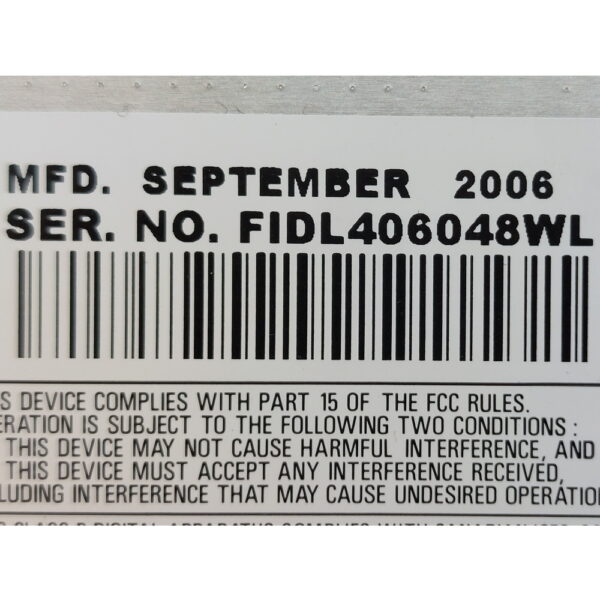 MFD. SEPTEMBER 2006
SER. NO. FIDL406048WL
S DEVICE COMPLIES WITH PART 15 OF THE FCC RULES.
ERATION IS SUBJECT TO THE FOLLOWING TWO CONDITIONS :
THIS DEVICE MAY NOT CAUSE HARMFUL INTERFERENCE, AND
THIS DEVICE MUST ACCEPT ANY INTERFERENCE RECEIVED,
LUDING INTERFERENCE THAT MAY CAUSE UNDESIRED OPERATIO